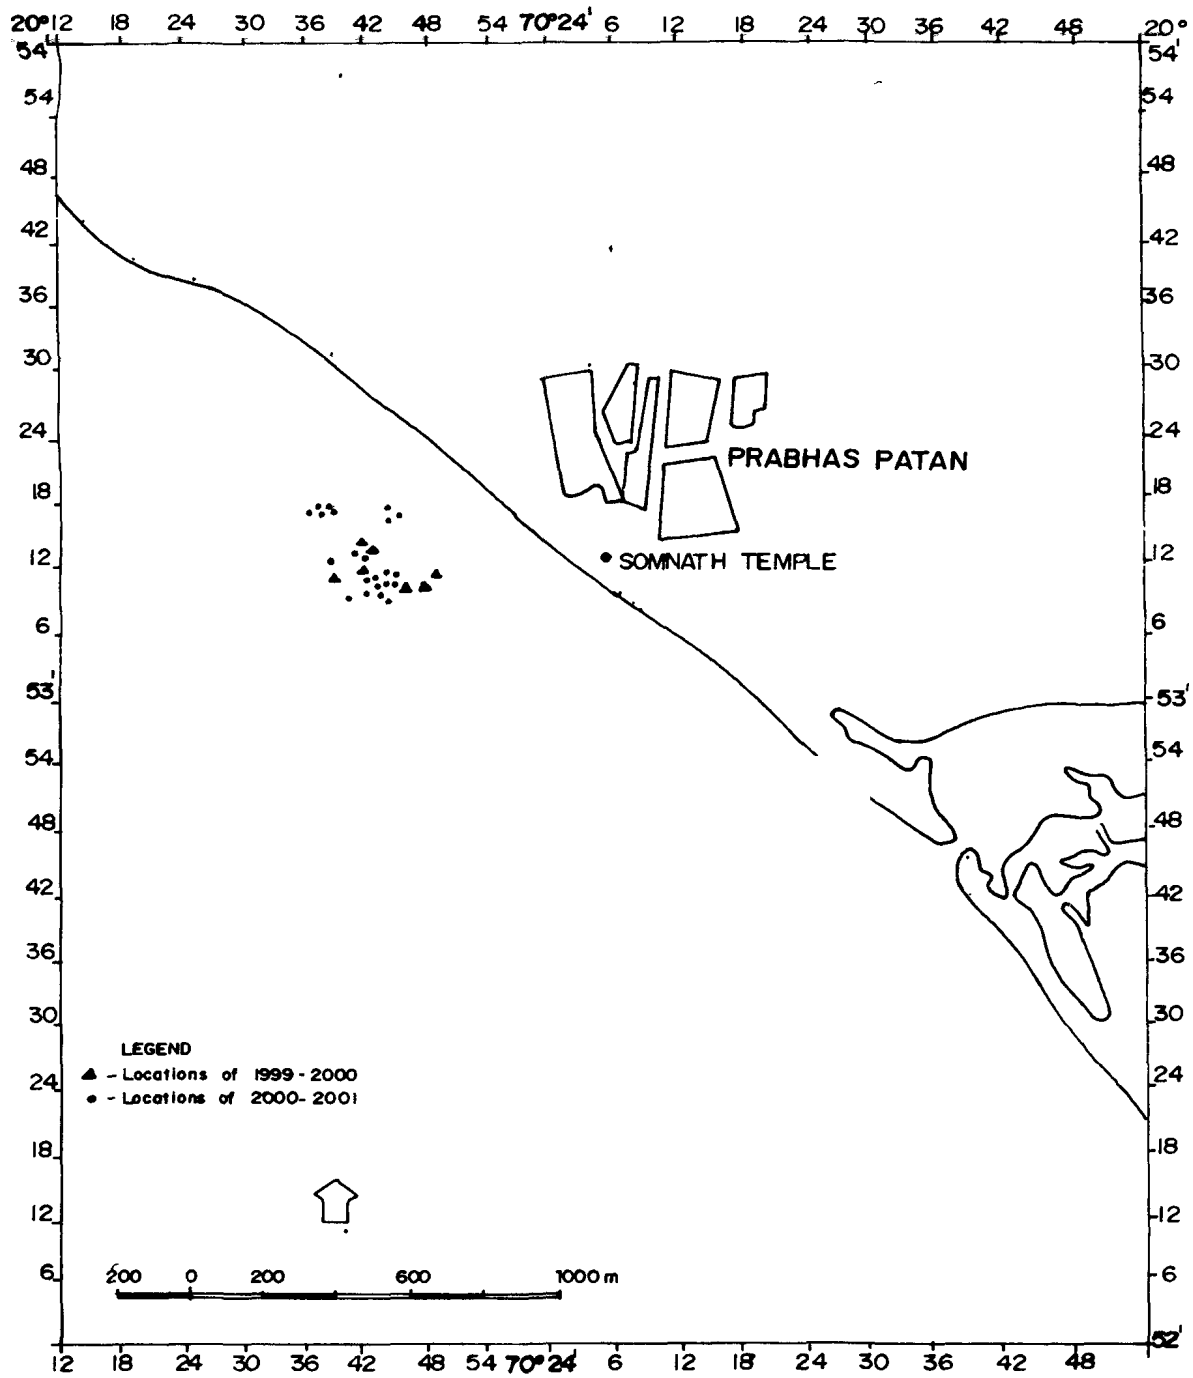 20° 12 18 24 30 36 42 48 54 70°24' 6 12 18 24 30 36 42 48 20°
54' 54'
54 54
48 48
42 42
36 36
30 30
24 24
PRABHAS PATAN
18 18
12 12
SOMNATH TEMPLE
6 6
53' 53'
54 54
48 48
42 42
36 36
30 30
LEGEND
- Locations of 1999-2000
24 24
- Locations of 2000-2001
18 18
12 12
6 6
200 0 200 600 1000 m
52'
12 18 24 30 36 42 48 54 70°24 6 12 18 24 30 36 42 48